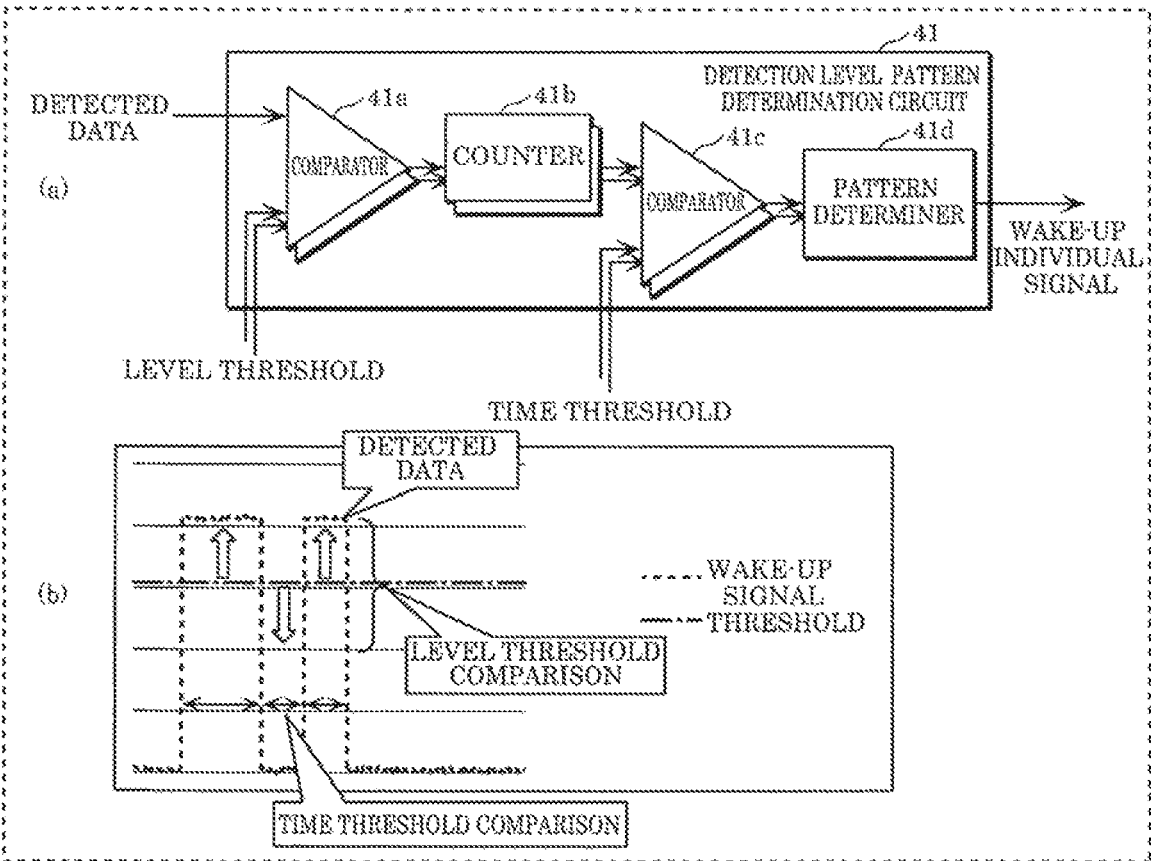 41
DETECTION LEVEL PATTERN
DETERMINATION CIRCUIT
DETECTED
DATA
41a
41b
41c
41d
(a)
COMPARATOR
COUNTER
COMPARATOR
PATTERN
DETERMINER
WAKE-UP
INDIVIDUAL
SIGNAL
LEVEL THRESHOLD
TIME THRESHOLD
DETECTED
DATA
(b)
WAKE-UP
SIGNAL
THRESHOLD
LEVEL THRESHOLD
COMPARISON
TIME THRESHOLD COMPARISON